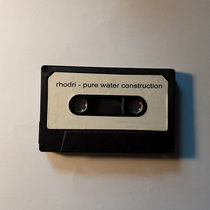 rhodri - pure water construction